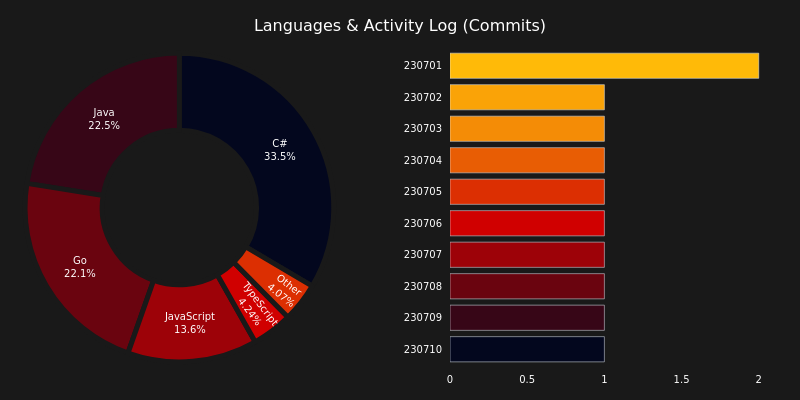 Languages & Activity Log (Commits)
Java
22.5%
C#
33.5%
Go
22.1%
JavaScript
13.6%
TypeScript
4.24%
Other
4.07%
230701
230702
230703
230704
230705
230706
230707
230708
230709
230710
0 0.5 1 1.5 2